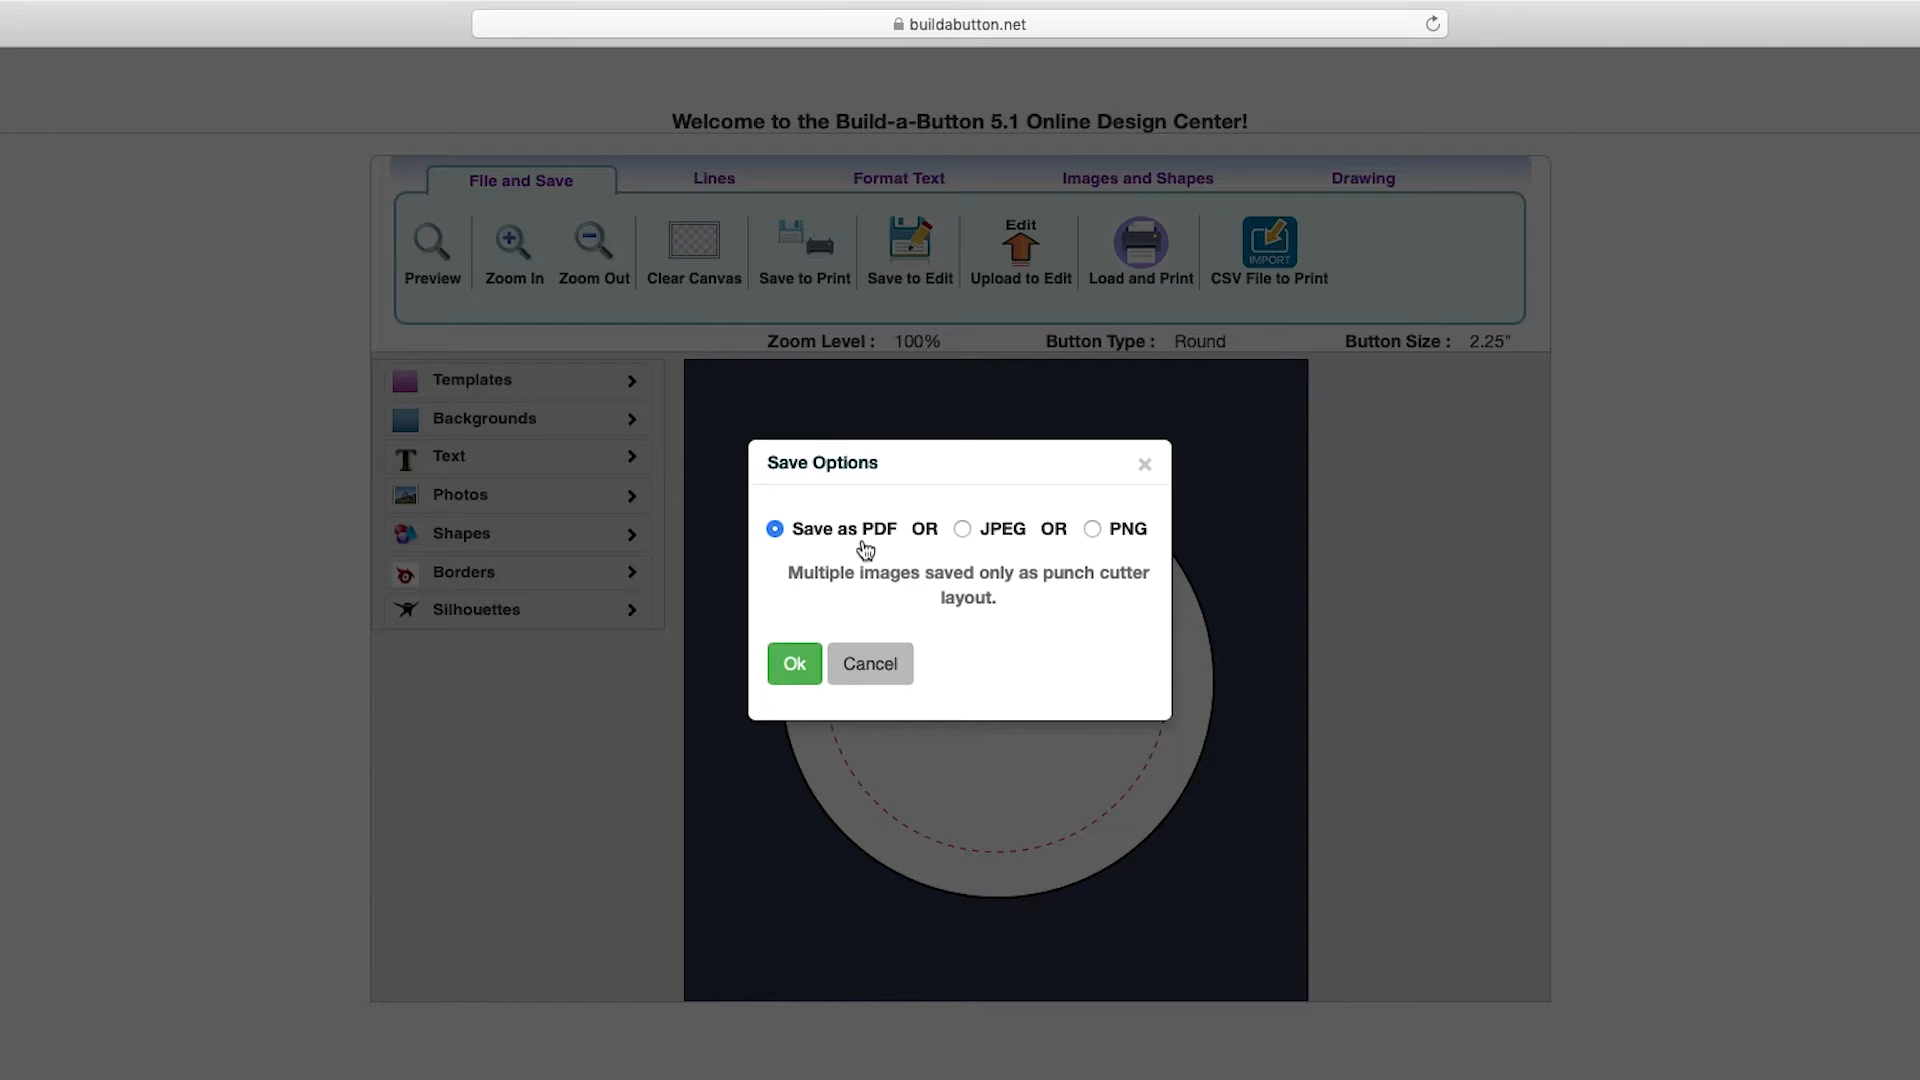 buildabutton.net
Welcome to the Build-a-Button 5.1 Online Design Center!
File and Save
Lines
Format Text
Images and Shapes
Drawing
Edit
IMPORT
Preview
Zoom In
Zoom Out
Clear Canvas
Save to Print
Save to Edit
Upload to Edit
Load and Print
CSV File to Print
Zoom Level : 100%
Button Type : Round
Button Size : 2.25"
Templates
Backgrounds
T Text
Photos
Shapes
Borders
Silhouettes
Save Options
×
Save as PDF OR JPEG OR PNG
Multiple images saved only as punch cutter
layout.
Ok
Cancel